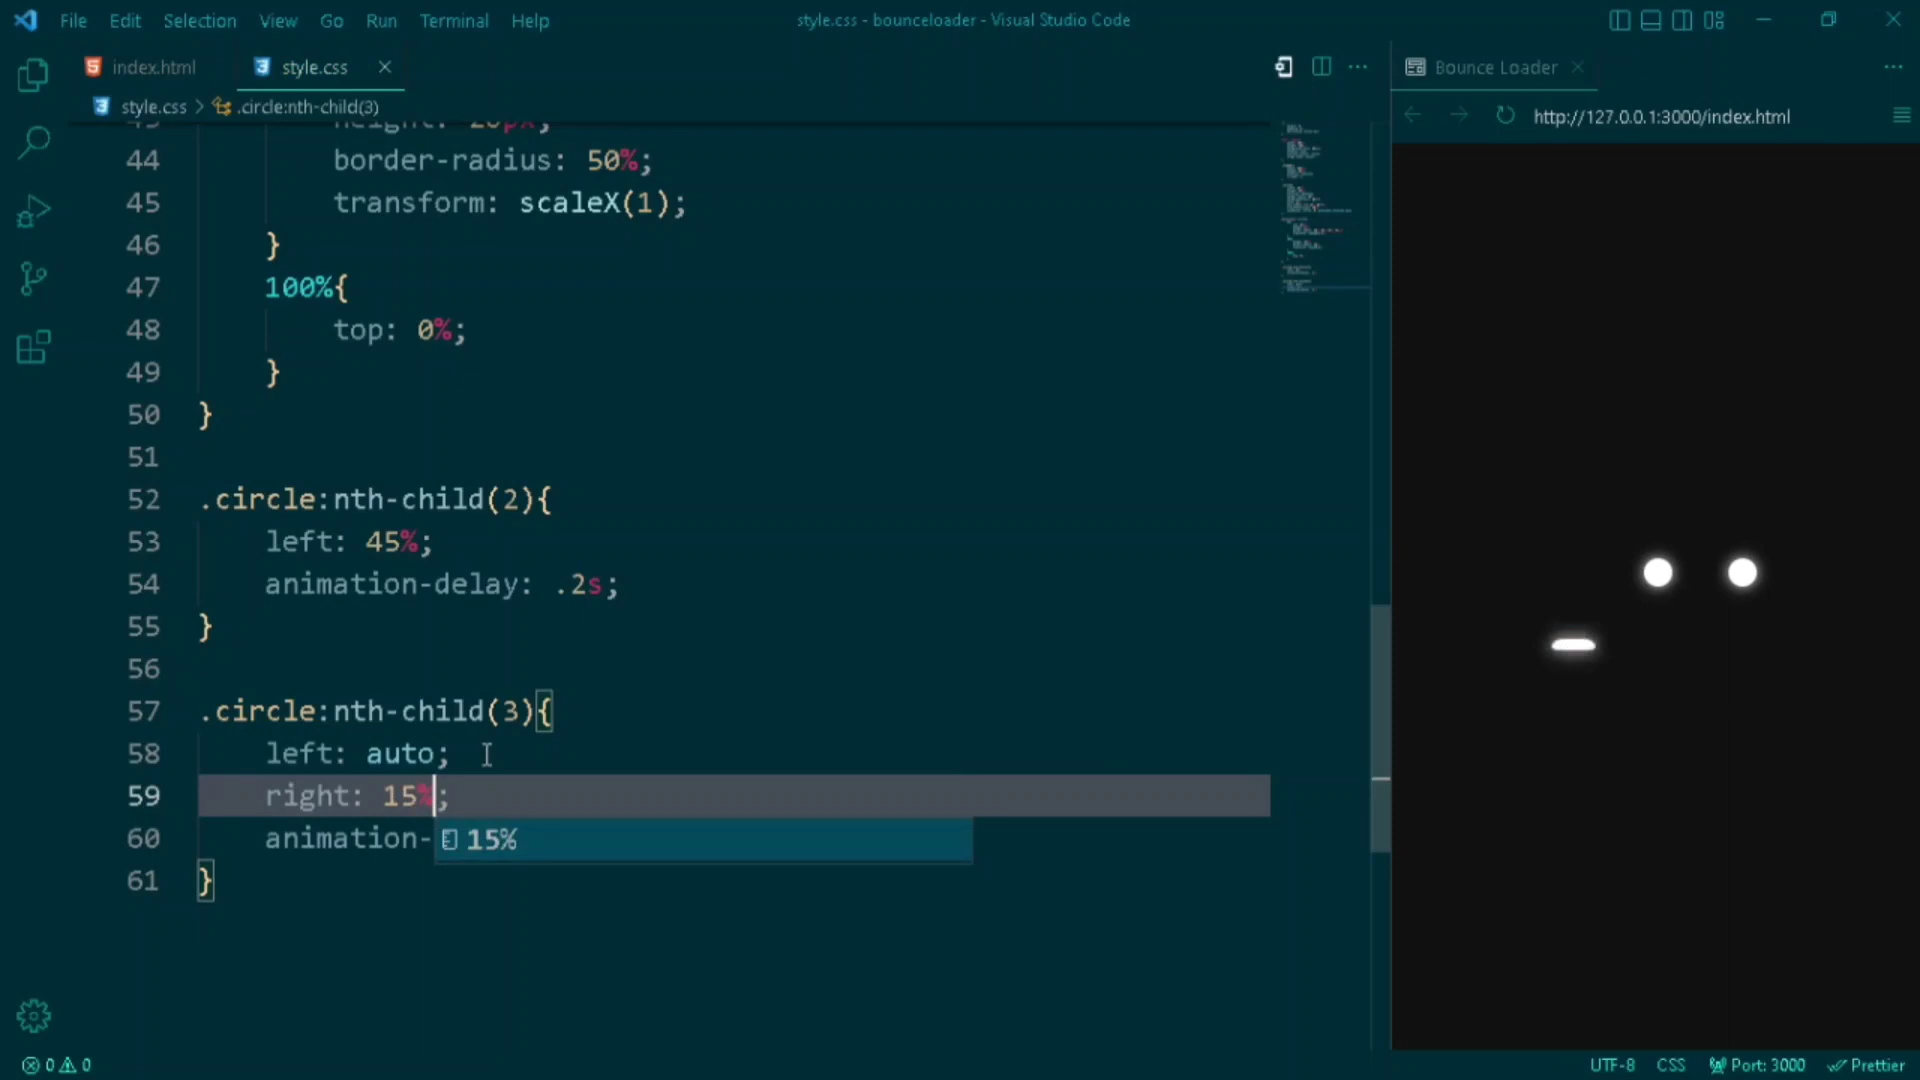 File Edit Selection View Go Run Terminal Help
style.css - bounceloader - Visual Studio Code
index.html style.css
Bounce Loader
style.css > .circle:nth-child(3)
http://127.0.0.1:3000/index.html
44 border-radius: 50%;
45 transform: scaleX(1);
46 }
47 100%{
48 top: 0%;
49 }
50 }
51
52 .circle:nth-child(2){
53 left: 45%;
54 animation-delay: .2s;
55 }
56
57 .circle:nth-child(3){
58 left: auto;
59 right: 15%;
60 animation-
15%
61 }
0 0
UTF-8 CSS Port: 3000 Prettier